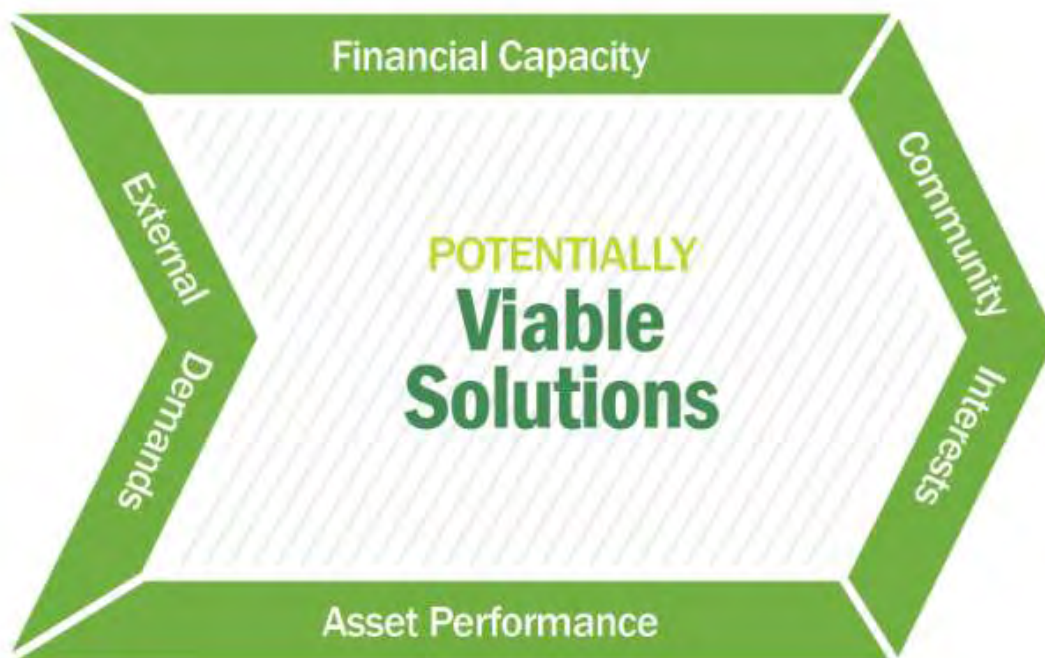 Financial Capacity
External Demands
POTENTIALLY
Viable
Solutions
Community Interests
Asset Performance